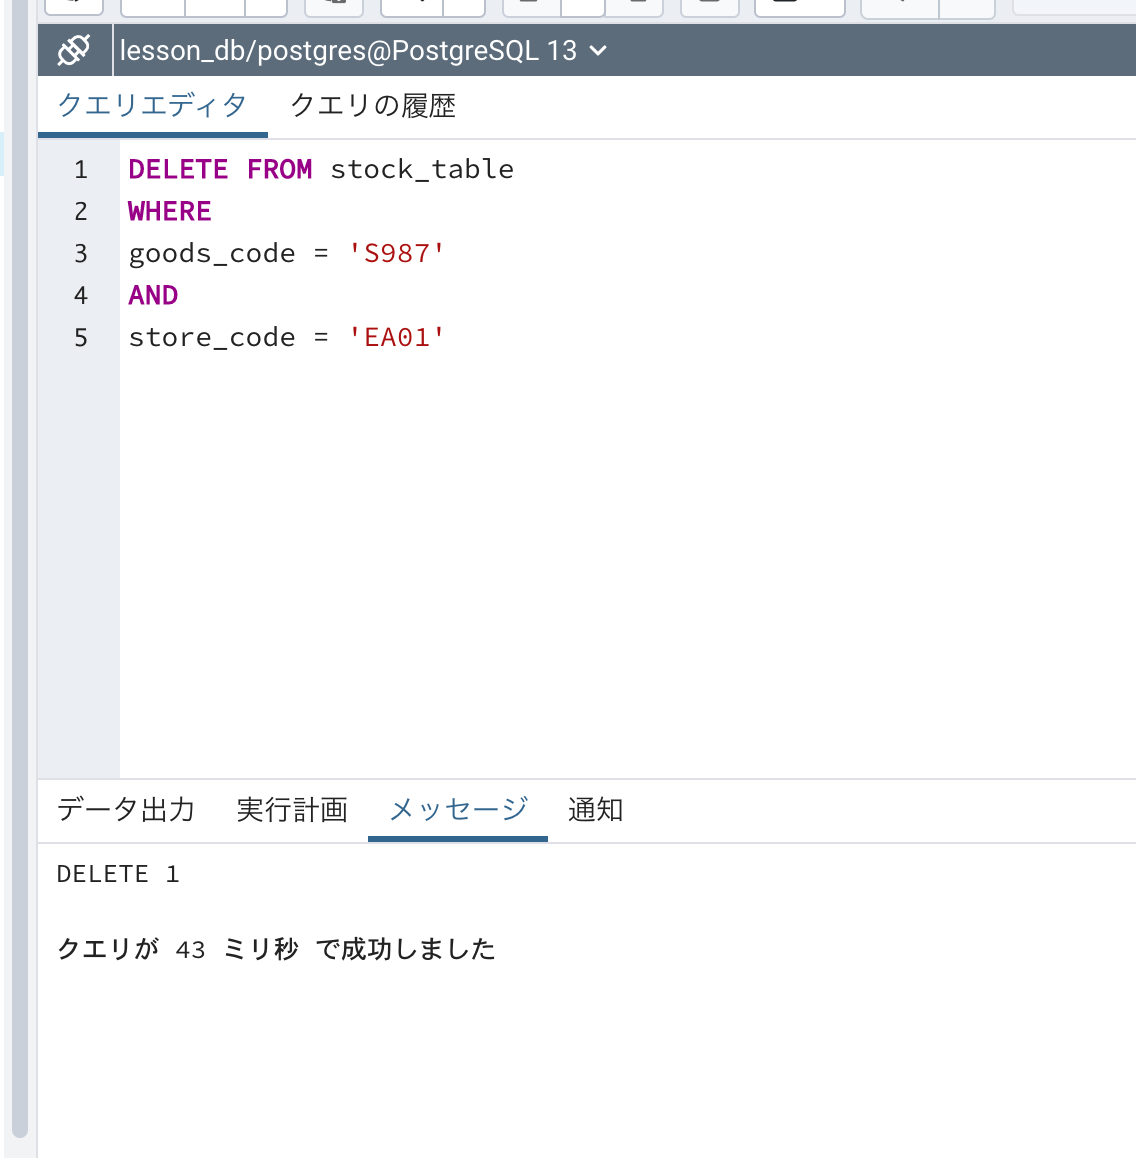 lesson_db/postgres@PostgreSQL 13
クエリエディタ クエリの履歴
1 DELETE FROM stock_table
2 WHERE
3 goods_code = 'S987'
4 AND
5 store_code = 'EA01'
データ出力 実行計画 メッセージ 通知
DELETE 1
クエリが 43 ミリ秒 で成功しました